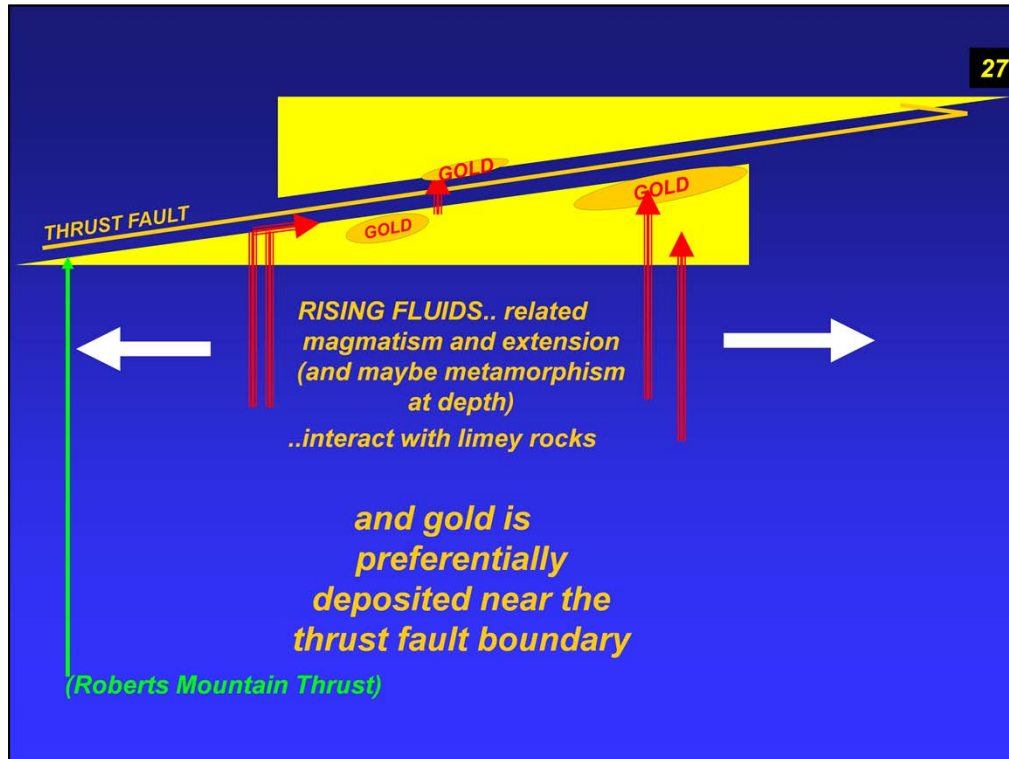 27
THRUST FAULT
GOLD
GOLD
GOLD
RISING FLUIDS.. related
magmatism and extension
(and maybe metamorphism
at depth)
..interact with limey rocks
and gold is
preferentially
deposited near the
thrust fault boundary
(Roberts Mountain Thrust)